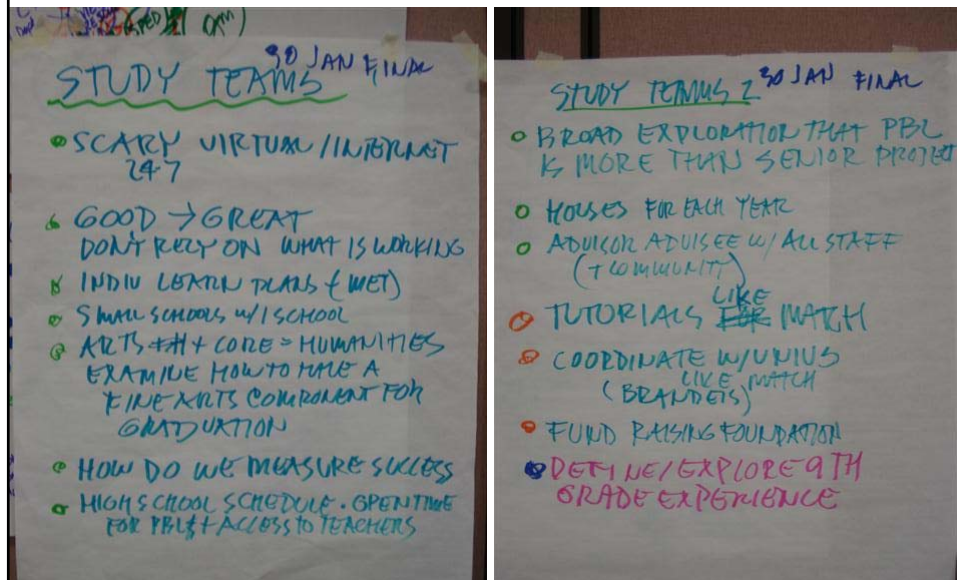 STUDY TEAMS 30 JAN FINAL
SCARY VIRTUAL / INTERNET
24-7
GOOD → GREAT
DON'T RELY ON WHAT IS WORKING
INDIV LEARN PLANS (MET)
SMALL SCHOOLS W/I SCHOOL
ARTS + CORE = HUMANITIES
EXAMINE HOW TO HAVE A
FINE ARTS COMPONENT FOR
GRADUATION
HOW DO WE MEASURE SUCCESS
HIGH SCHOOL SCHEDULE. OPEN TIME
FOR PBL + ACCESS TO TEACHERS
STUDY TEAMS 2 30 JAN FINAL
BROAD EXPLORATION THAT PBL
IS MORE THAN SENIOR PROJECT
HOUSES FOR EACH YEAR
ADVISOR ADVISEE W/ ALL STAFF
(+ COMMUNITY)
TUTORIALS LIKE MATCH
COORDINATE W/UNIVS
LIKE MATCH
(BRANDEIS)
FUND RAISING FOUNDATION
DEFINE/EXPLORE 9TH
GRADE EXPERIENCE